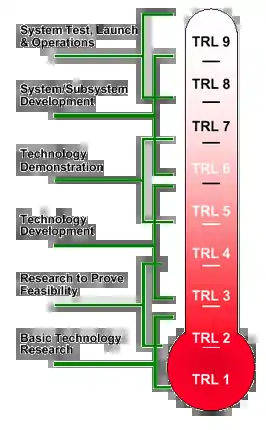 System Test, Launch
& Operations
System/Subsystem
Development
Technology
Demonstration
Technology
Development
Research to Prove
Feasibility
Basic Technology
Research
TRL 9
TRL 8
TRL 7
TRL 6
TRL 5
TRL 4
TRL 3
TRL 2
TRL 1